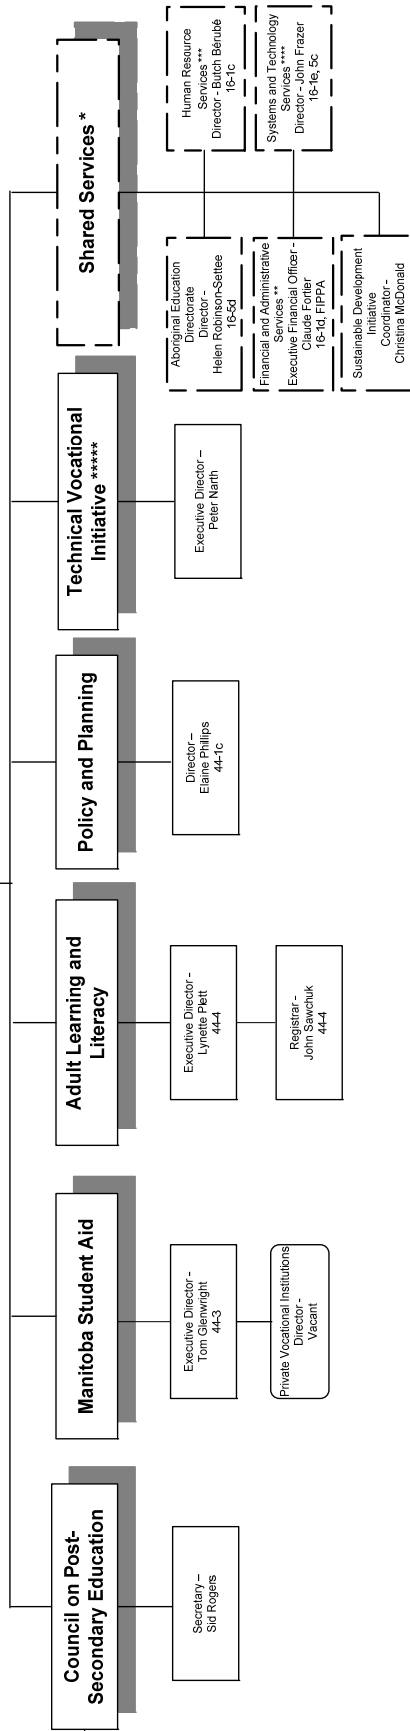 Council on Post-
Secondary Education
Secretary –
Sid Rogers
Manitoba Student Aid
Executive Director -
Tom Glenwright
44-3
Private Vocational Institutions
Director -
Vacant
Adult Learning and
Literacy
Executive Director -
Lynette Plett
44-4
Registrar -
John Sawchuk
44-4
Policy and Planning
Director –
Elaine Phillips
44-1c
Technical Vocational
Initiative *****
Executive Director –
Peter Narth
Shared Services *
Aboriginal Education
Directorate
Director -
Helen Robinson-Settee
16-5d
Human Resource
Services ***
Director - Butch Bérubé
16-1c
Financial and Administrative
Services **
Executive Financial Officer -
Claude Fortier
16-1d, FIPPA
Systems and Technology
Services ****
Director - John Frazer
16-1e, 5c
Sustainable Development
Initiative
Coordinator -
Christina McDonald